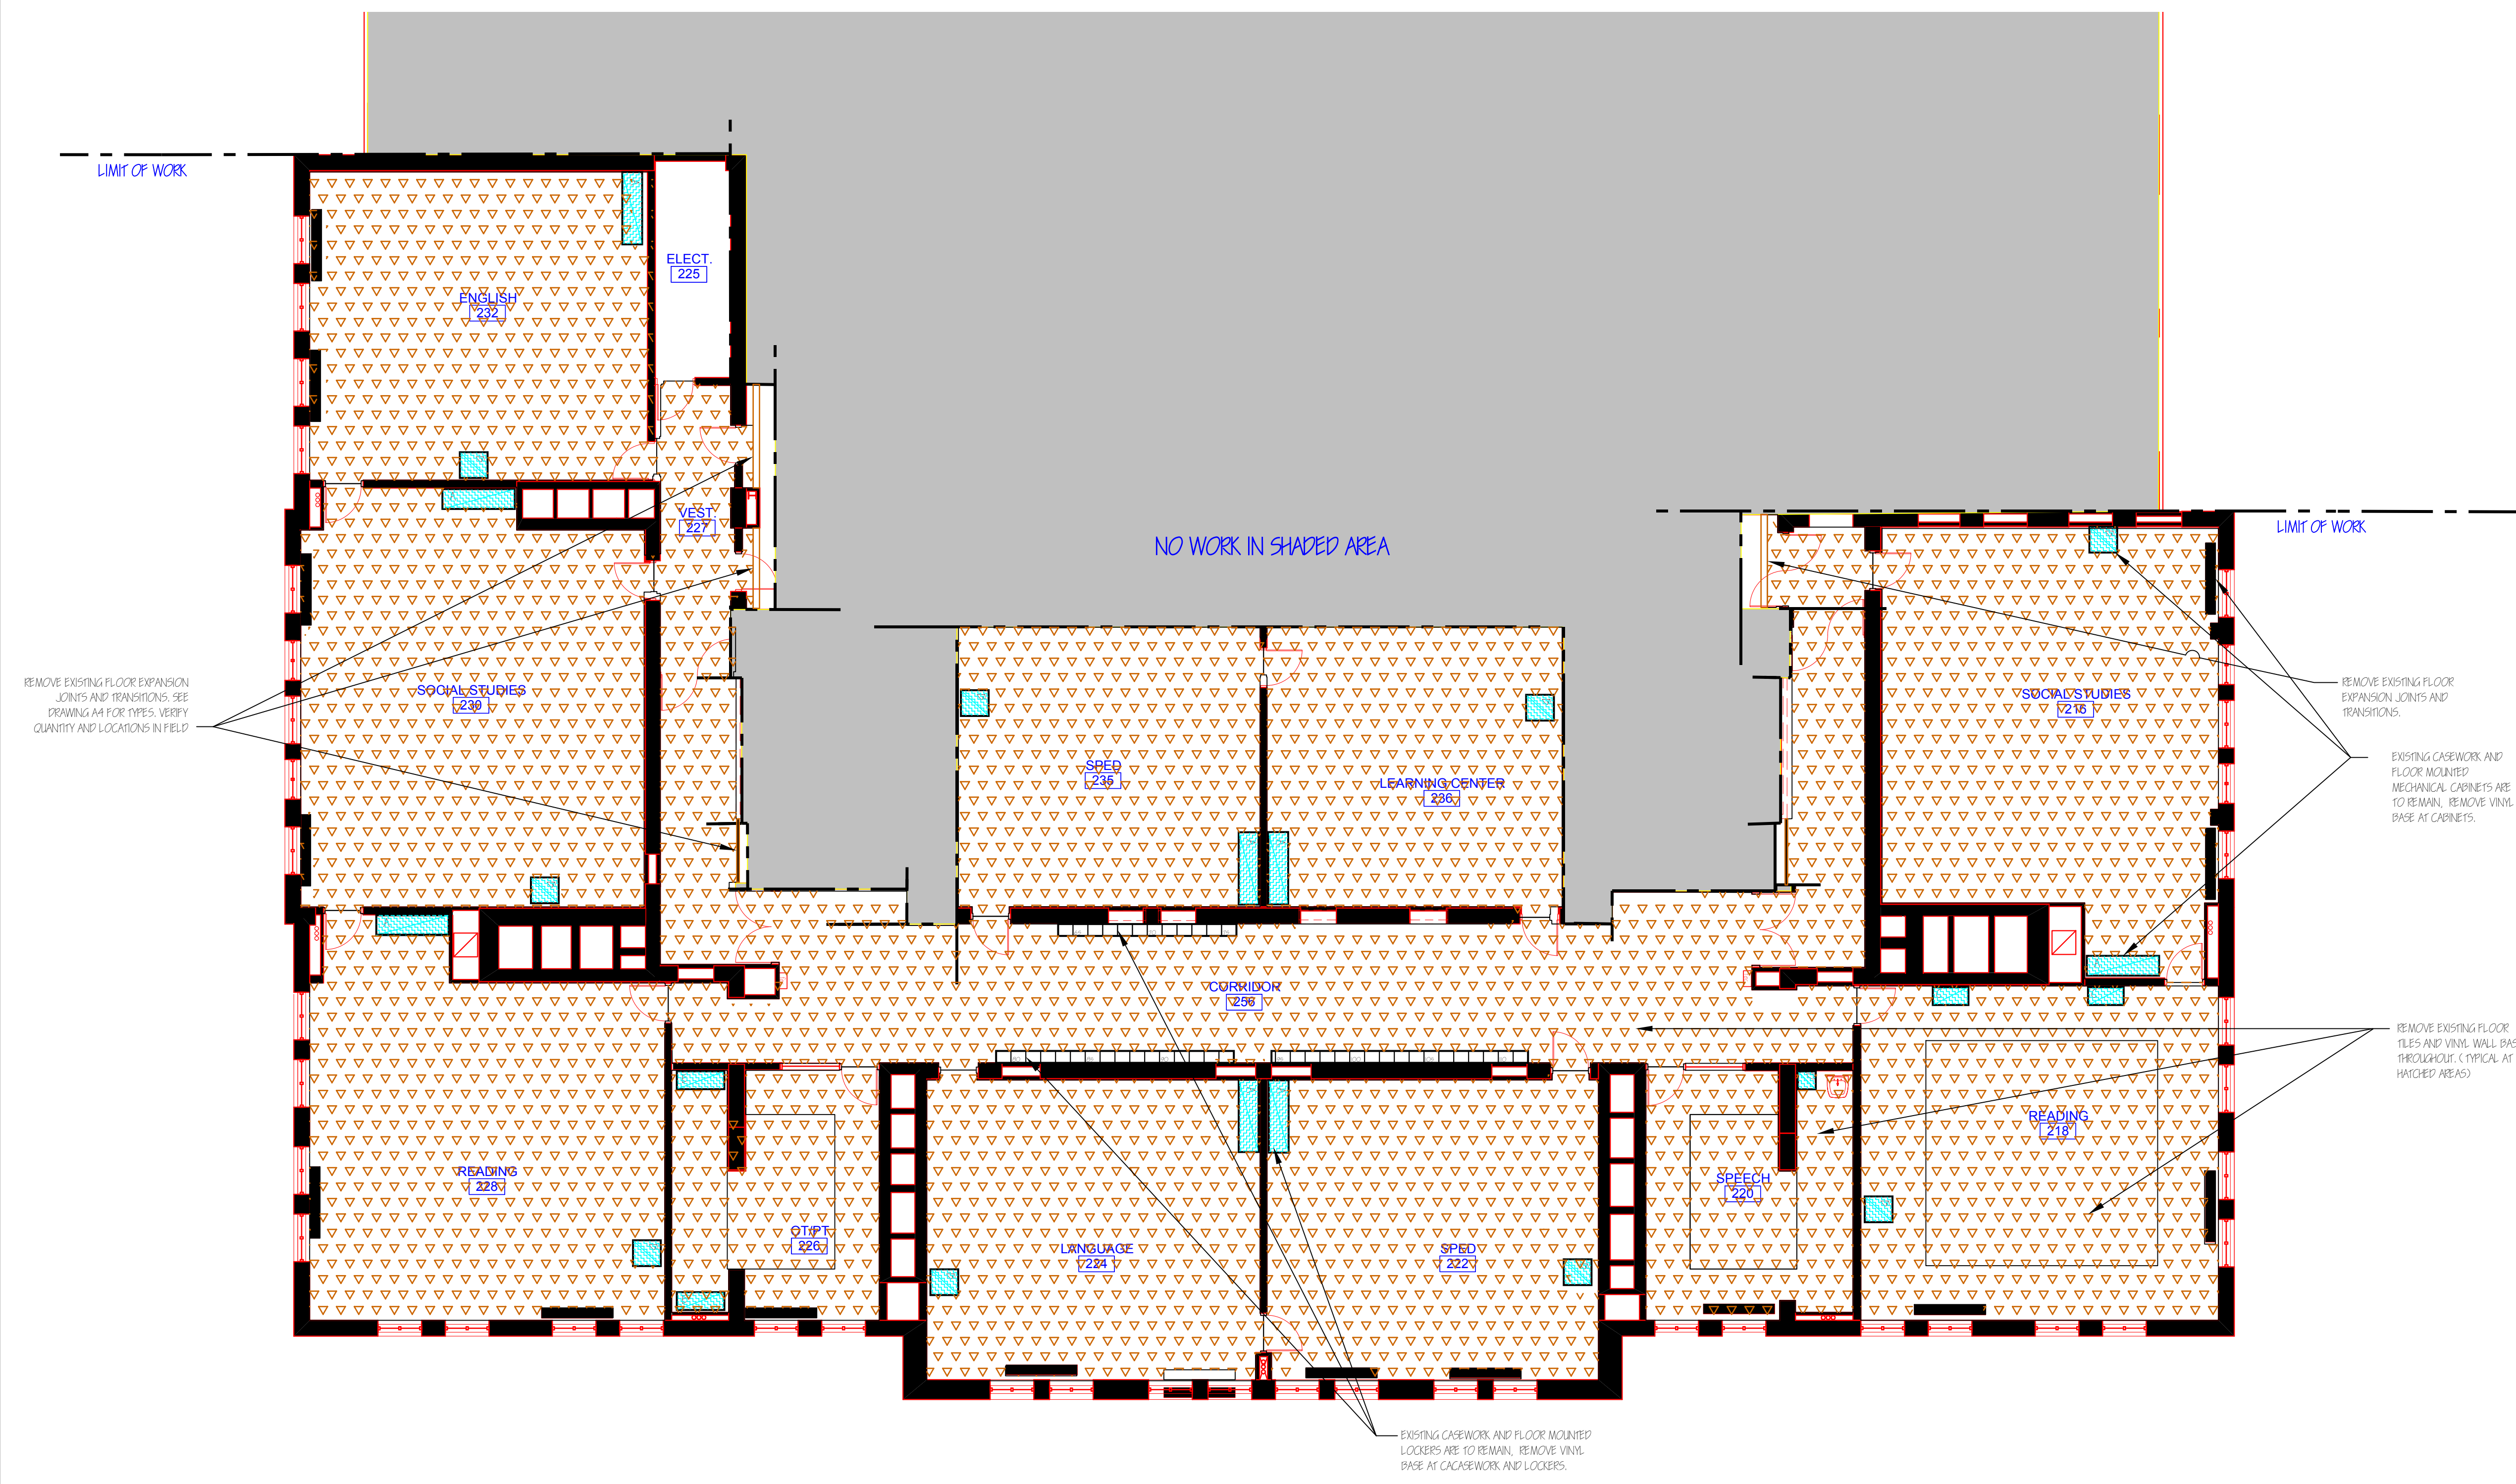 LIMIT OF WORK
ELECT.
225
ENGLISH
232
VEST.
227
NO WORK IN SHADED AREA
LIMIT OF WORK
REMOVE EXISTING FLOOR EXPANSION
JOINTS AND TRANSITIONS. SEE
DRAWING A4 FOR TYPES. VERIFY
QUANTITY AND LOCATIONS IN FIELD
SOCIAL STUDIES
230
SPED
235
LEARNING CENTER
236
SOCIAL STUDIES
216
REMOVE EXISTING FLOOR
EXPANSION JOINTS AND
TRANSITIONS.
EXISTING CASEWORK AND
FLOOR MOUNTED
MECHANICAL CABINETS ARE
TO REMAIN, REMOVE VINYL
BASE AT CABINETS.
CORRIDOR
256
REMOVE EXISTING FLOOR
TILES AND VINYL WALL BAS
THROUGHOUT. ( TYPICAL AT
HATCHED AREAS)
READING
228
OT/PT
226
LANGUAGE
224
SPED
222
SPEECH
220
READING
218
EXISTING CASEWORK AND FLOOR MOUNTED
LOCKERS ARE TO REMAIN, REMOVE VINYL
BASE AT CACASEWORK AND LOCKERS.